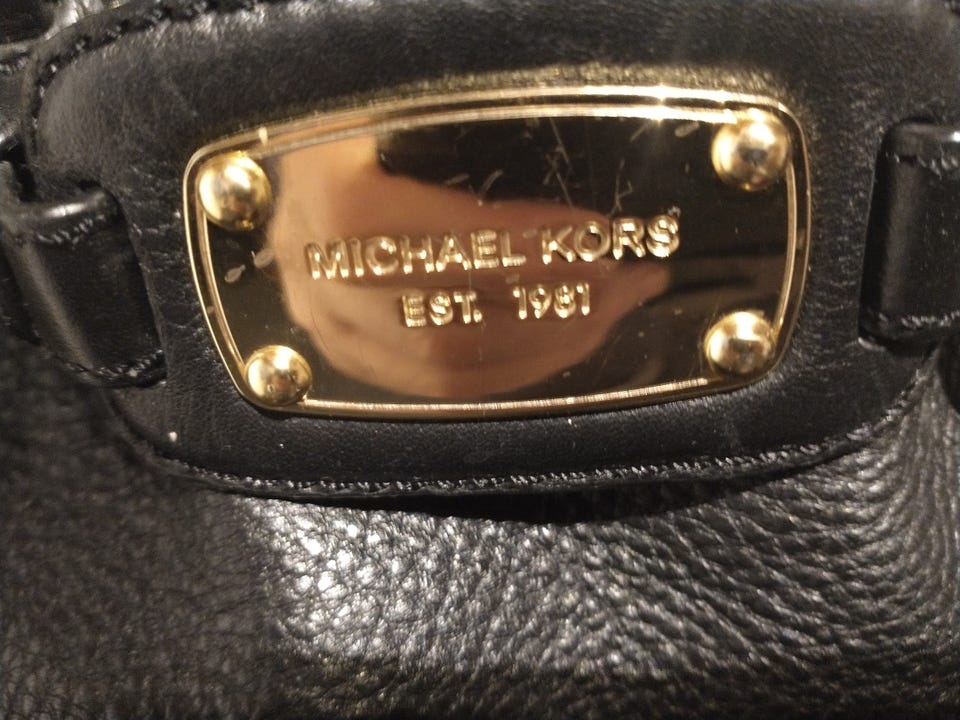 MICHAEL KORS
EST. 1981